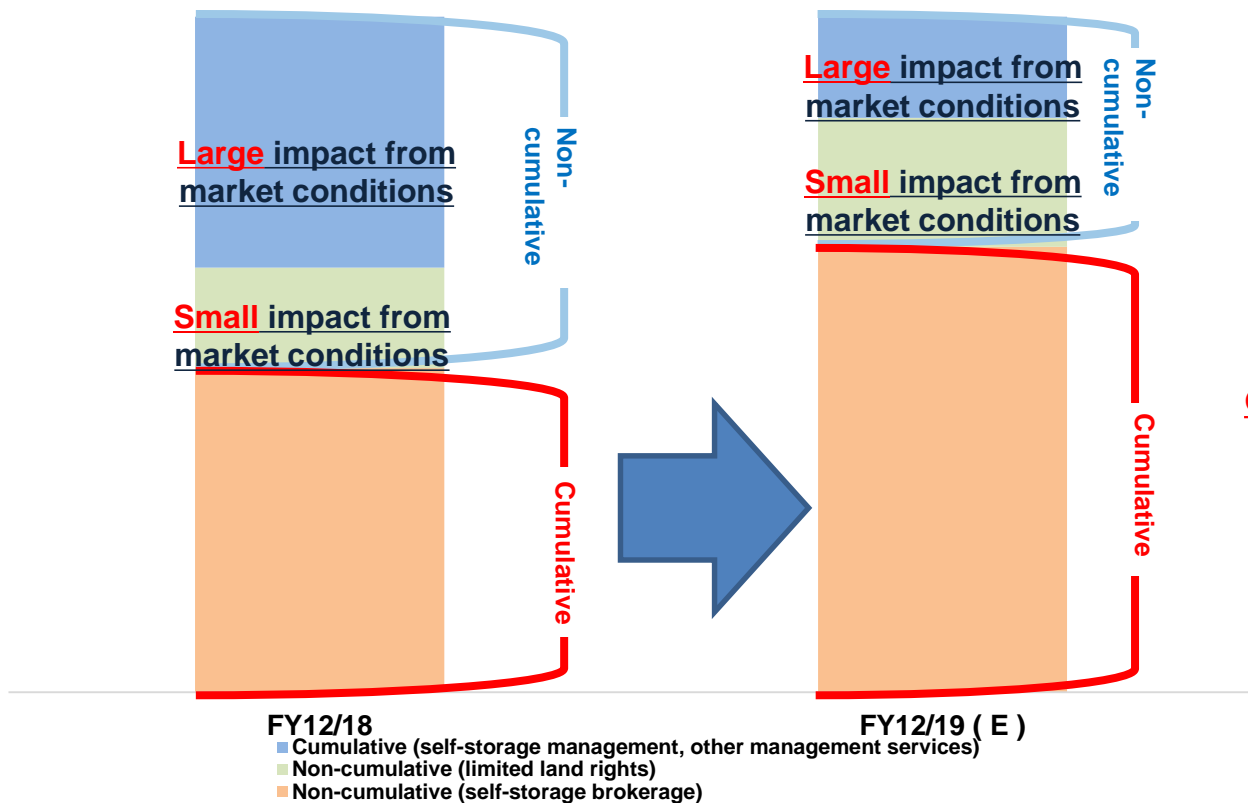 Large impact from
market conditions
Non-
cumulative
Small impact from
market conditions
Cumulative
Large impact from
market conditions
Non-
cumulative
Small impact from
market conditions
Cumulative
FY12/18
FY12/19 ( E )
Cumulative (self-storage management, other management services)
Non-cumulative (limited land rights)
Non-cumulative (self-storage brokerage)